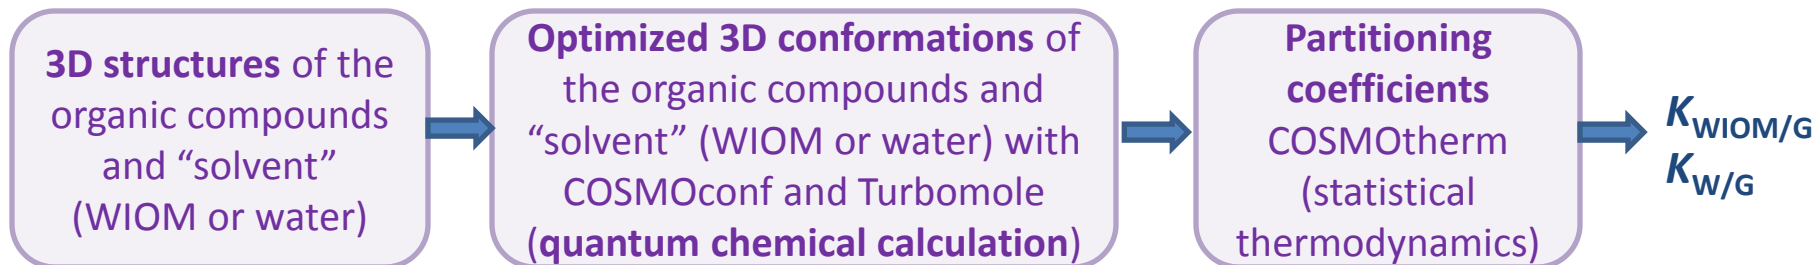 3D structures of the
organic compounds
and “solvent”
(WIOM or water)
Optimized 3D conformations of
the organic compounds and
“solvent” (WIOM or water) with
COSMOconf and Turbomole
(quantum chemical calculation)
Partitioning
coefficients
COSMOtherm
(statistical
thermodynamics)
KWIOM/G
KW/G